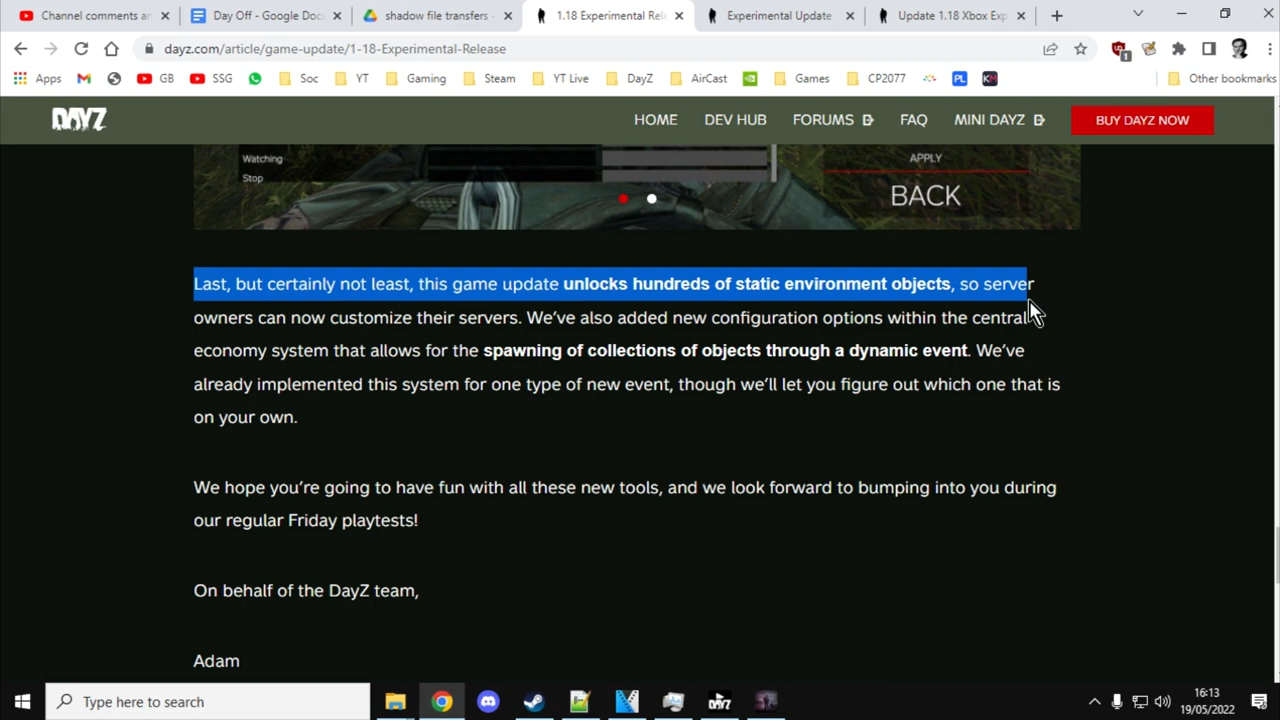 Channel comments an
Day Off - Google Doc
shadow file transfers -
1.18 Experimental Rel
Experimental Update
Update 1.18 Xbox Exp
dayz.com/article/game-update/1-18-Experimental-Release
1
Apps
GB
SSG
Soc
YT
Gaming
Steam
YT Live
DayZ
AirCast
Games
CP2077
PL
KM
Other bookmarks
DAYZ
HOME
DEV HUB
FORUMS
FAQ
MINI DAYZ
BUY DAYZ NOW
Watching
Stop
APPLY
BACK
Last, but certainly not least, this game update unlocks hundreds of static environment objects, so server
owners can now customize their servers. We’ve also added new configuration options within the central
economy system that allows for the spawning of collections of objects through a dynamic event. We’ve
already implemented this system for one type of new event, though we’ll let you figure out which one that is
on your own.
We hope you’re going to have fun with all these new tools, and we look forward to bumping into you during
our regular Friday playtests!
On behalf of the DayZ team,
Adam
Type here to search
DAYZ
16:13
19/05/2022